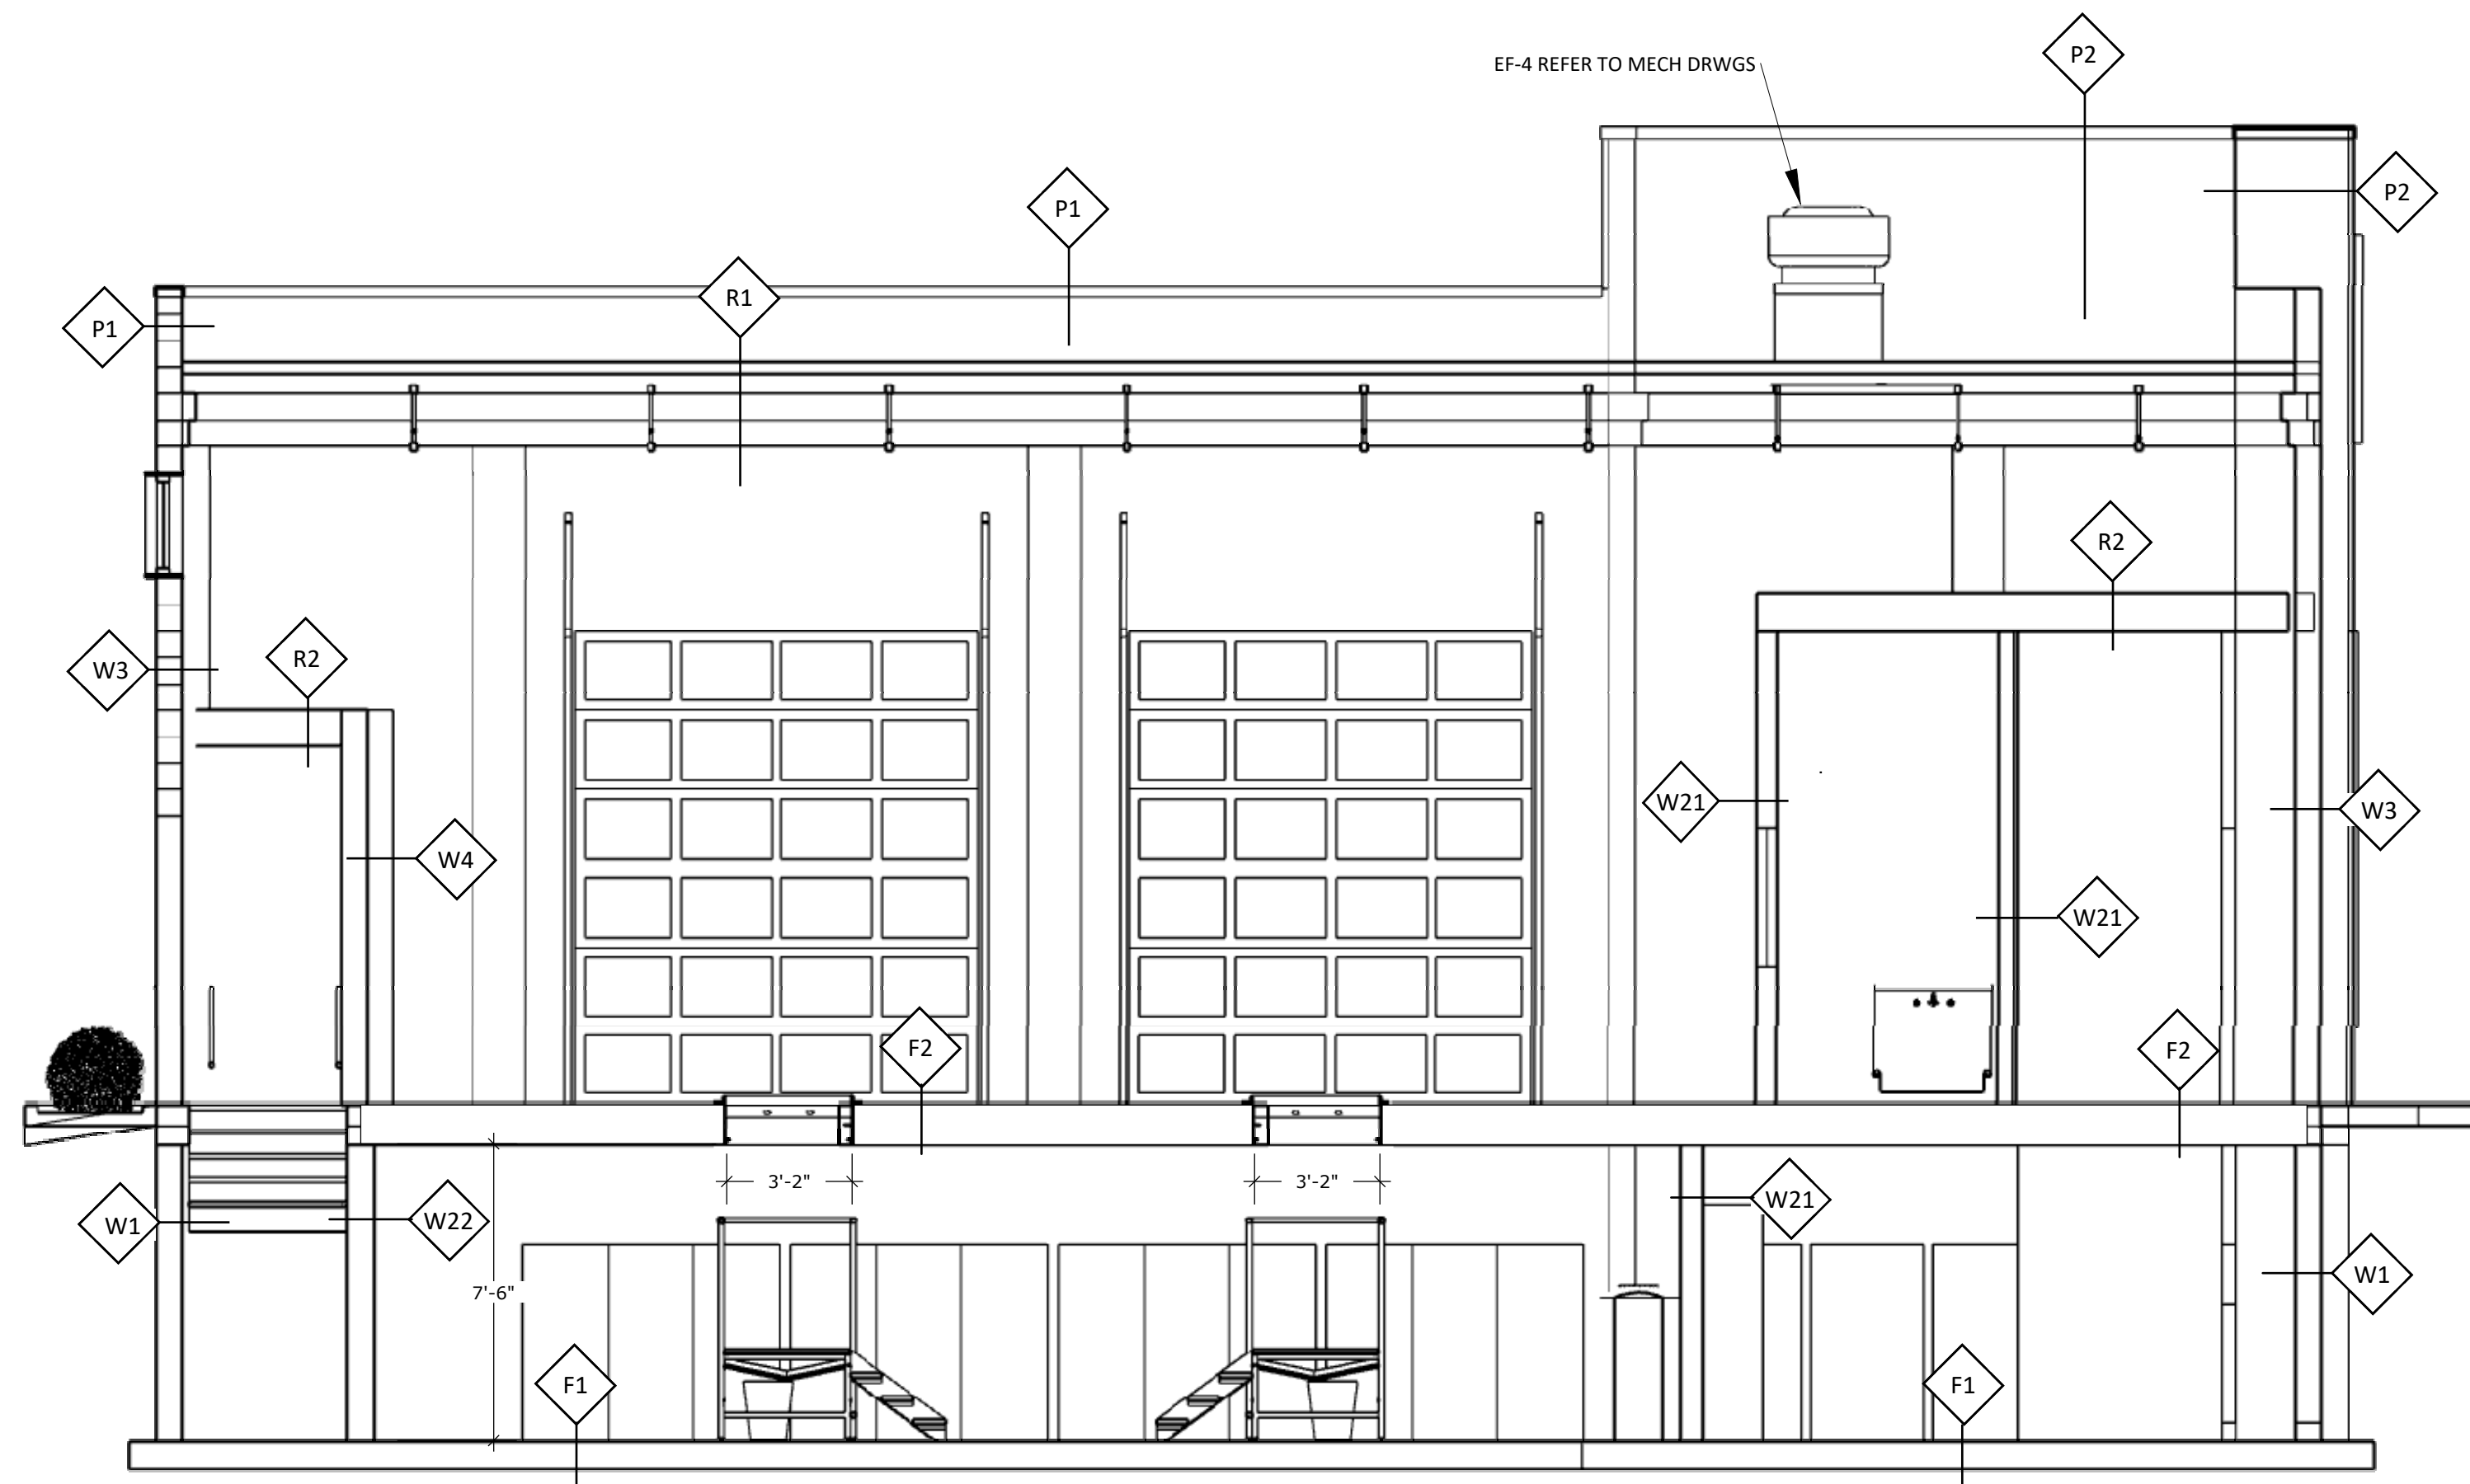 P2
EF-4 REFER TO MECH DRWGS
P2
P1
R1
P1
R2
R2
W3
W21
W3
W4
W21
F2
F2
3'-2"
3'-2"
W21
W1
W22
W1
7'-6"
F1
F1